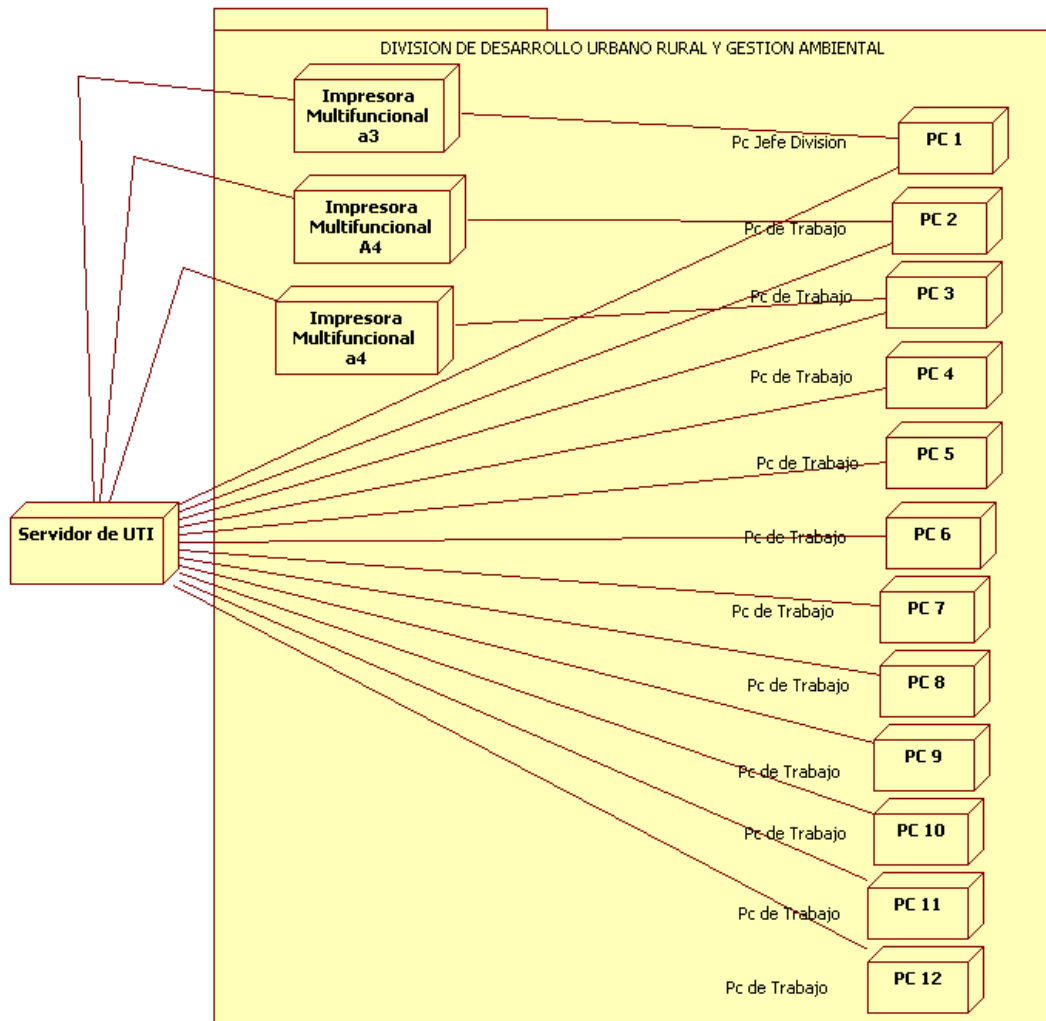 DIVISION DE DESARROLLO URBANO RURAL Y GESTION AMBIENTAL
Impresora
Multifuncional
a3
Pc Jefe Division
PC 1
Impresora
Multifuncional
A4
Pc de Trabajo
PC 2
Impresora
Multifuncional
a4
Pc de Trabajo
PC 3
Pc de Trabajo
PC 4
Pc de Trabajo
PC 5
Servidor de UTI
Pc de Trabajo
PC 6
Pc de Trabajo
PC 7
Pc de Trabajo
PC 8
Pc de Trabajo
PC 9
Pc de Trabajo
PC 10
Pc de Trabajo
PC 11
Pc de Trabajo
PC 12